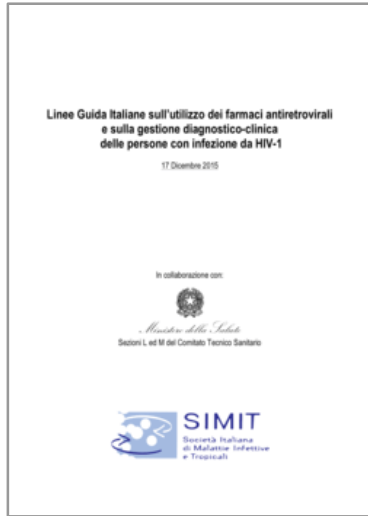 Linee Guida Italiane sull'utilizzo dei farmaci antiretrovirali
e sulla gestione diagnostico-clinica
delle persone con infezione da HIV-1
17 Dicembre 2015
In collaborazione con:
Ministero della Salute
Sezioni L ed M del Comitato Tecnico Sanitario
SIMIT
Società Italiana
di Malattie Infettive
e Tropicali